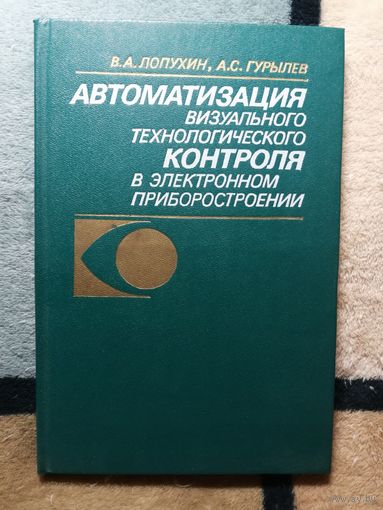 В.А. ЛОПУХИН, А.С. ГУРЫЛЕВ
АВТОМАТИЗАЦИЯ
ВИЗУАЛЬНОГО
ТЕХНОЛОГИЧЕСКОГО
КОНТРОЛЯ
В ЭЛЕКТРОННОМ
ПРИБОРОСТРОЕНИИ